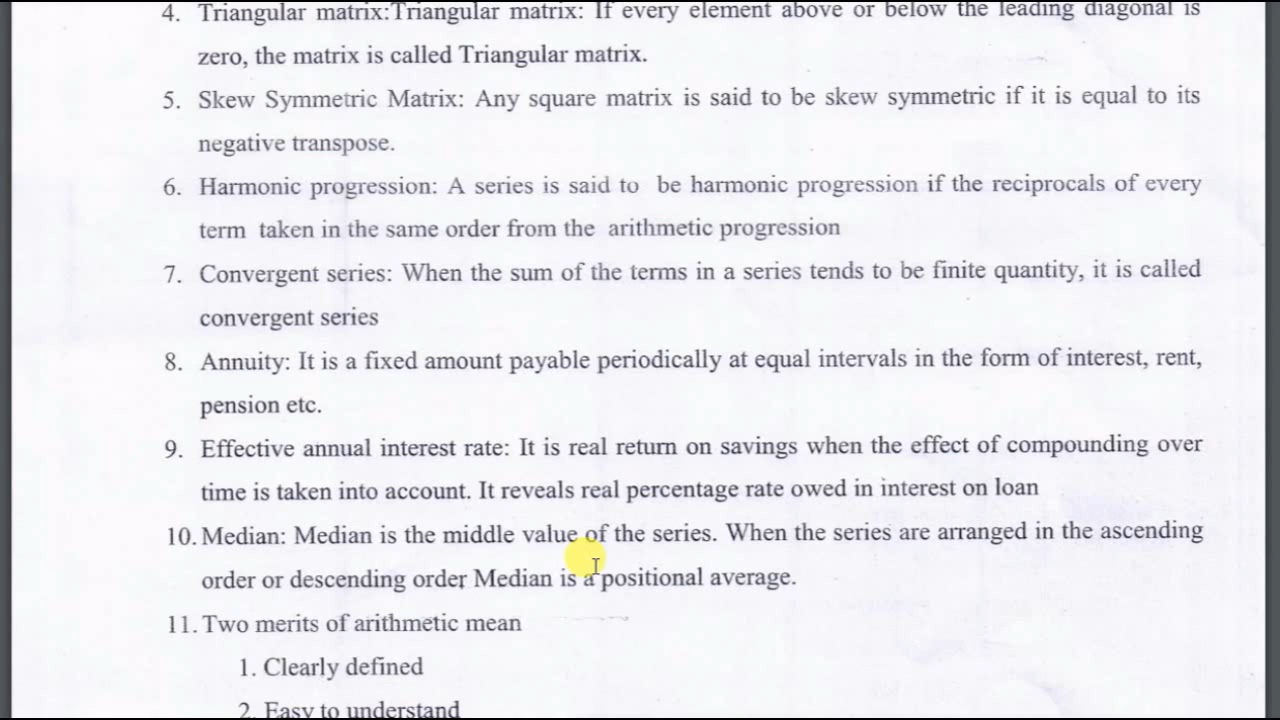 4. Triangular matrix:Triangular matrix: If every element above or below the leading diagonal is
zero, the matrix is called Triangular matrix.
5. Skew Symmetric Matrix: Any square matrix is said to be skew symmetric if it is equal to its
negative transpose.
6. Harmonic progression: A series is said to be harmonic progression if the reciprocals of every
term taken in the same order from the arithmetic progression
7. Convergent series: When the sum of the terms in a series tends to be finite quantity, it is called
convergent series
8. Annuity: It is a fixed amount payable periodically at equal intervals in the form of interest, rent,
pension etc.
9. Effective annual interest rate: It is real return on savings when the effect of compounding over
time is taken into account. It reveals real percentage rate owed in interest on loan
10. Median: Median is the middle value of the series. When the series are arranged in the ascending
order or descending order Median is a positional average.
11. Two merits of arithmetic mean
1. Clearly defined
2. Easy to understand